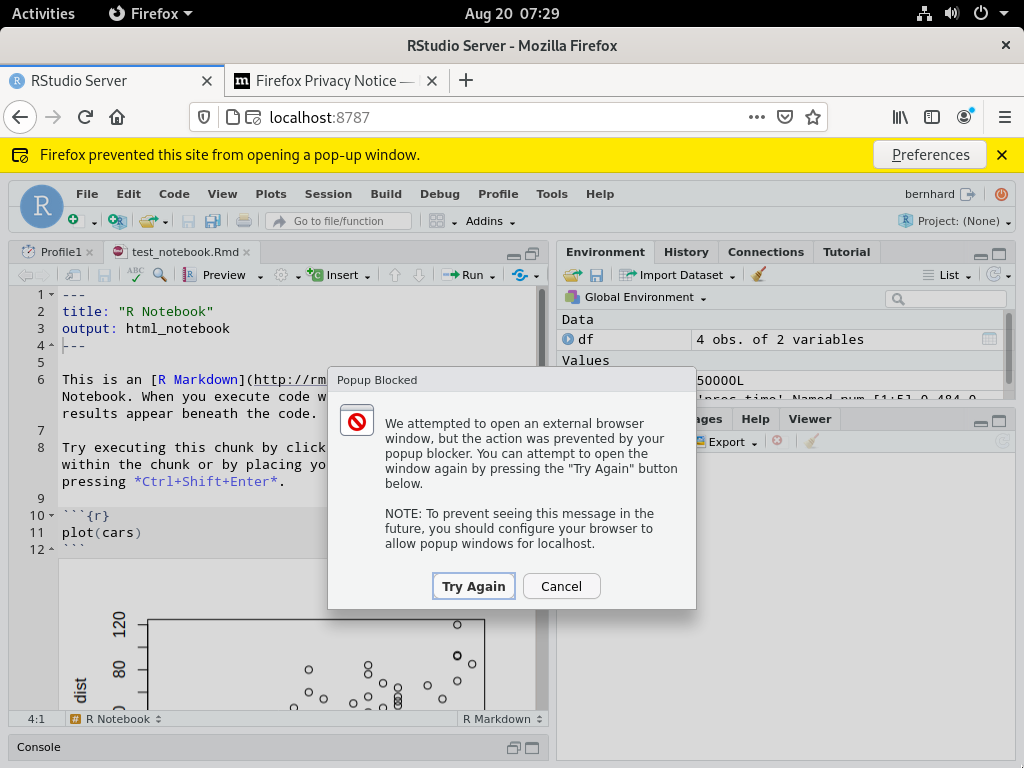 Activities
Firefox
Aug 20 07:29
RStudio Server - Mozilla Firefox
RStudio Server
Firefox Privacy Notice —
localhost:8787
Firefox prevented this site from opening a pop-up window.
Preferences
File Edit Code View Plots Session Build Debug Profile Tools Help
bernhard
Go to file/function
Addins
Project: (None)
Profile1
test_notebook.Rmd
Preview
Insert
Run
1 ---
2 title: "R Notebook"
3 output: html_notebook
4 ---
5
6 This is an [R Markdown](http://rm
Notebook. When you execute code w
results appear beneath the code.
7
8 Try executing this chunk by click
within the chunk or by placing yo
pressing *Ctrl+Shift+Enter*.
9
10 ```{r}
11 plot(cars)
12 ```
dist
80
120
4:1
R Notebook
R Markdown
Console
Environment History Connections Tutorial
Import Dataset
List
Global Environment
Data
df 4 obs. of 2 variables
Values
50000L
Help Viewer
Export
Popup Blocked
We attempted to open an external browser
window, but the action was prevented by your
popup blocker. You can attempt to open the
window again by pressing the "Try Again" button
below.
NOTE: To prevent seeing this message in the
future, you should configure your browser to
allow popup windows for localhost.
Try Again
Cancel